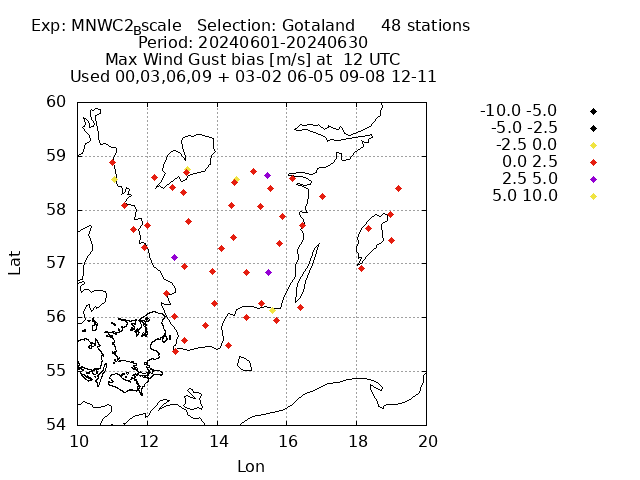 Exp: MNWC2_Bscale Selection: Gotaland 48 stations
Period: 20240601-20240630
Max Wind Gust bias [m/s] at 12 UTC
Used 00,03,06,09 + 03-02 06-05 09-08 12-11
-10.0 -5.0
-5.0 -2.5
-2.5 0.0
0.0 2.5
2.5 5.0
5.0 10.0
60
59
58
57
56
55
54
Lat
10 12 14 16 18 20
Lon